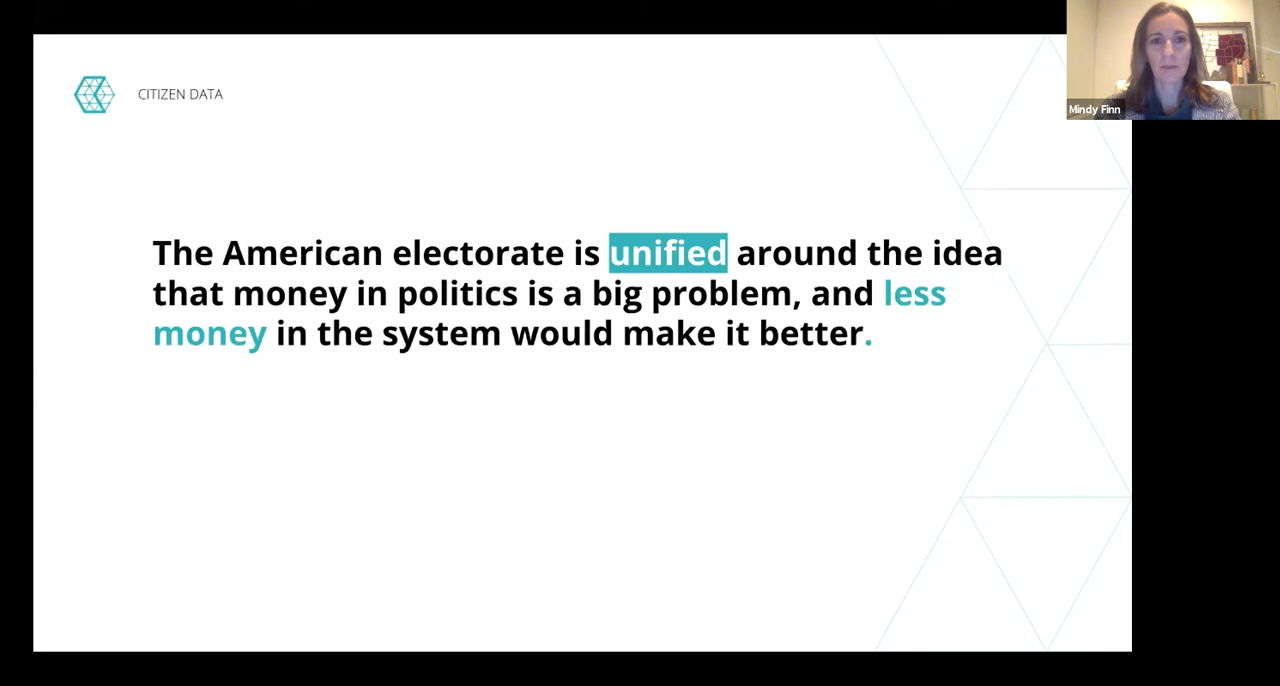 CITIZEN DATA
Mindy Finn
The American electorate is unified around the idea
that money in politics is a big problem, and less
money in the system would make it better.